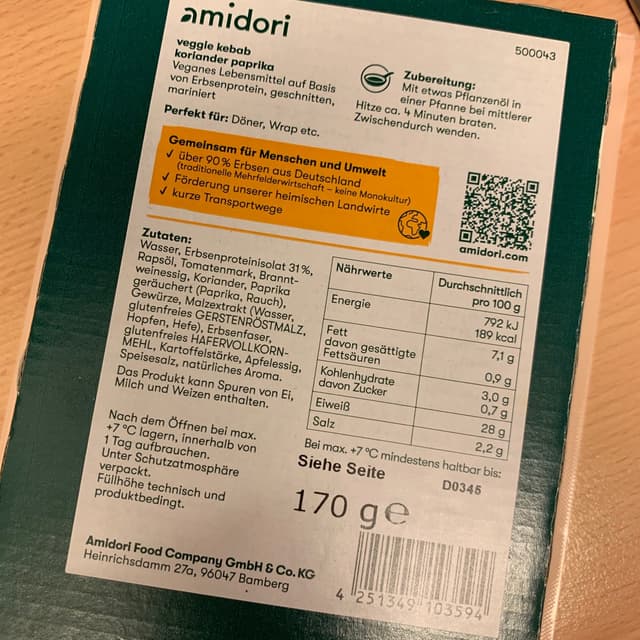 amidori
500043
veggie kebab
koriander paprika
Veganes Lebensmittel auf Basis
von Erbsenprotein, geschnitten,
mariniert
Perfekt für: Döner, Wrap etc.
Zubereitung:
Mit etwas Pflanzenöl in
einer Pfanne bei mittlerer
Hitze ca. 4 Minuten braten.
Zwischendurch wenden.
Gemeinsam für Menschen und Umwelt
✓ über 90 % Erbsen aus Deutschland
(traditionelle Mehrfelderwirtschaft – keine Monokultur)
✓ Förderung unserer heimischen Landwirte
✓ kurze Transportwege
amidori.com
Zutaten:
Wasser, Erbsenproteinisolat 31 %,
Rapsöl, Tomatenmark, Brannt-
weinessig, Koriander, Paprika
geräuchert (Paprika, Rauch),
Gewürze, Malzextrakt (Wasser,
glutenfreies GERSTENRÖSTMALZ,
Hopfen, Hefe), Erbsenfaser,
glutenfreies HAFERVOLLKORN-
MEHL, Kartoffelstärke, Apfelessig,
Speisesalz, natürliches Aroma.
Das Produkt kann Spuren von Ei,
Milch und Weizen enthalten.
Nährwerte Durchschnittlich
pro 100 g
Energie 792 kJ
189 kcal
Fett 7,1 g
davon gesättigte
Fettsäuren 0,9 g
Kohlenhydrate 3,0 g
davon Zucker 0,7 g
Eiweiß 28 g
Salz 2,2 g
Nach dem Öffnen bei max.
+7 °C lagern, innerhalb von
1 Tag aufbrauchen.
Unter Schutzatmosphäre
verpackt.
Füllhöhe technisch und
produktbedingt.
Bei max. +7 °C mindestens haltbar bis:
Siehe Seite D0345
170 g e
Amidori Food Company GmbH & Co. KG
Heinrichsdamm 27a, 96047 Bamberg
4 251349 103594